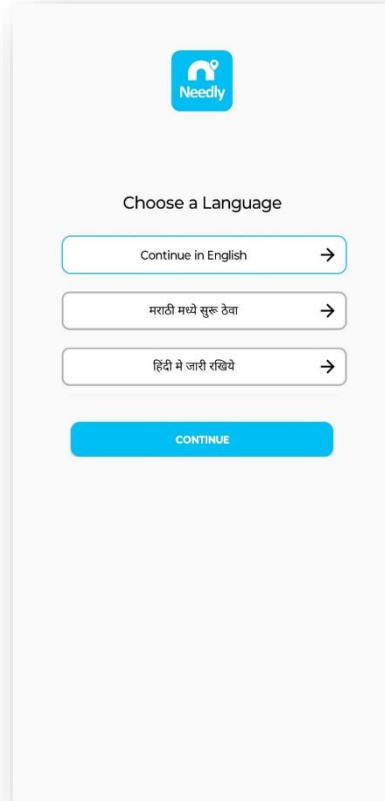 Needly
Choose a Language
Continue in English
मराठी मध्ये सुरू ठेवा
हिंदी मे जारी रखिये
CONTINUE